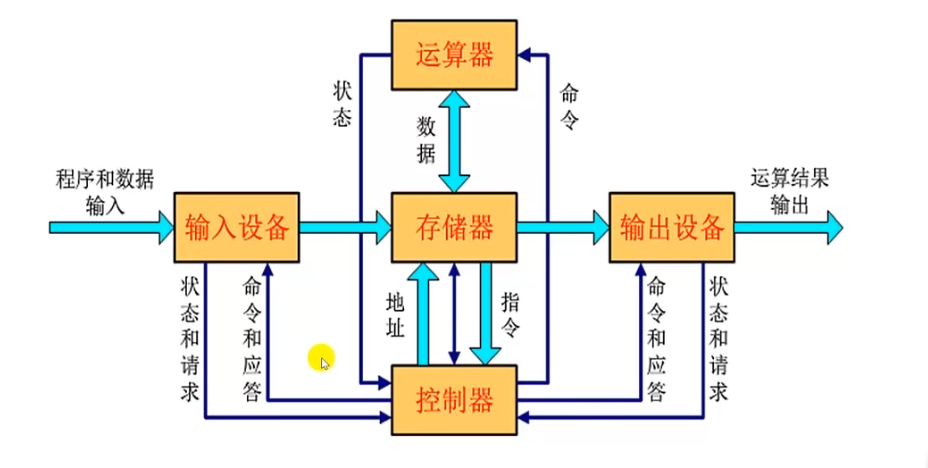 运算器
状态
命令
数据
程序和数据
输入
运算结果
输出
输入设备
存储器
输出设备
状态和请求
命令和应答
地址
指令
命令和应答
状态和请求
控制器